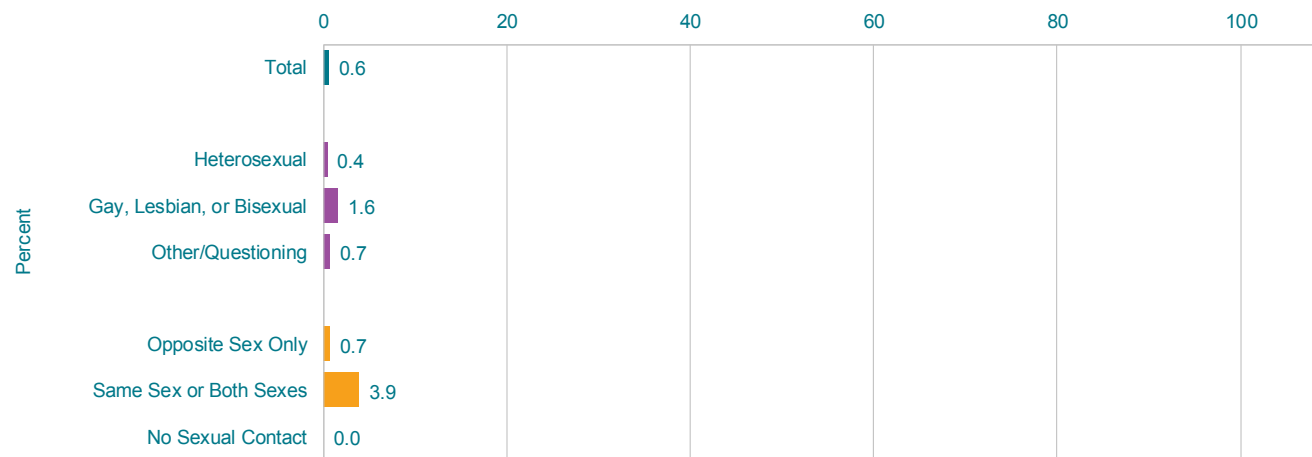 0 20 40 60 80 100
Total 0.6
Heterosexual 0.4
Gay, Lesbian, or Bisexual 1.6
Other/Questioning 0.7
Percent
Opposite Sex Only 0.7
Same Sex or Both Sexes 3.9
No Sexual Contact 0.0